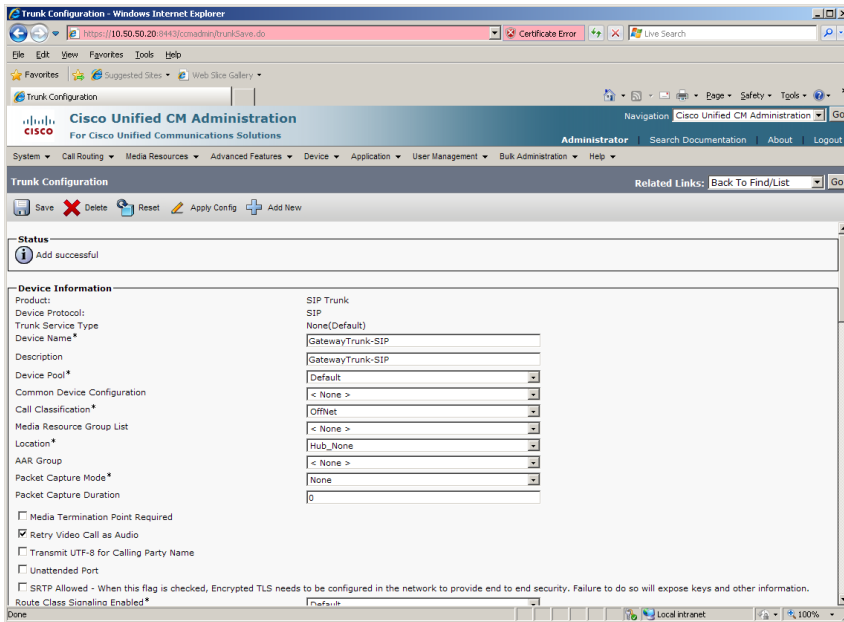 Trunk Configuration - Windows Internet Explorer
https://10.50.50.20:8443/ccmadmin/trunkSave.do
Certificate Error
Live Search
File Edit View Favorites Tools Help
Favorites Suggested Sites Web Slice Gallery
Trunk Configuration
Page Safety Tools
CISCO
Cisco Unified CM Administration
For Cisco Unified Communications Solutions
Navigation Cisco Unified CM Administration Go
Administrator | Search Documentation | About | Logout
System Call Routing Media Resources Advanced Features Device Application User Management Bulk Administration Help
Trunk Configuration
Related Links: Back To Find/List Go
Save Delete Reset Apply Config Add New
Status
Add successful
Device Information
Product: SIP Trunk
Device Protocol: SIP
Trunk Service Type None(Default)
Device Name* GatewayTrunk-SIP
Description GatewayTrunk-SIP
Device Pool* Default
Common Device Configuration < None >
Call Classification* OffNet
Media Resource Group List < None >
Location* Hub_None
AAR Group < None >
Packet Capture Mode* None
Packet Capture Duration 0
Media Termination Point Required
Retry Video Call as Audio
Transmit UTF-8 for Calling Party Name
Unattended Port
SRTP Allowed - When this flag is checked, Encrypted TLS needs to be configured in the network to provide end to end security. Failure to do so will expose keys and other information.
Route Class Signaling Enabled* Default
Done
Local intranet
100%